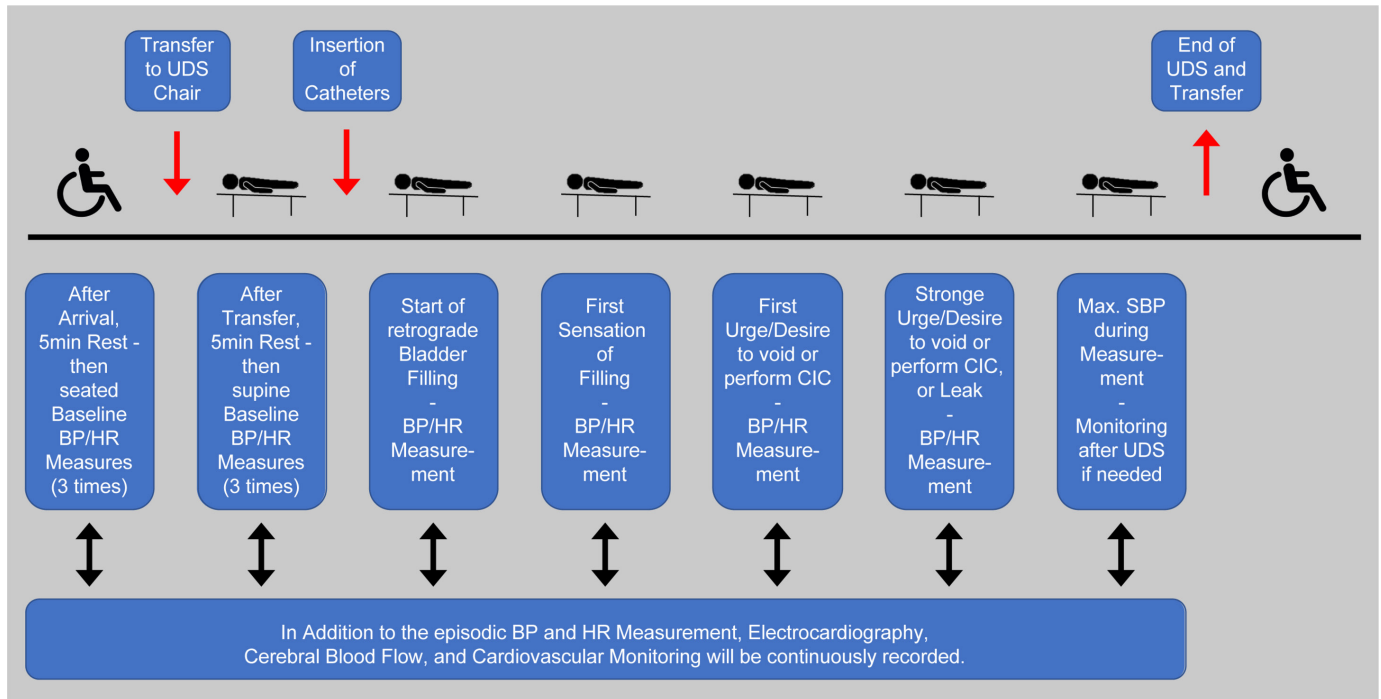 Transfer
to UDS
Chair
Insertion
of
Catheters
End of
UDS and
Transfer
After
Arrival,
5min Rest -
then
seated
Baseline
BP/HR
Measures
(3 times)
After
Transfer,
5min Rest -
then
supine
Baseline
BP/HR
Measures
(3 times)
Start of
retrograde
Bladder
Filling
-
BP/HR
Measure-
ment
First
Sensation
of
Filling
-
BP/HR
Measure-
ment
First
Urge/Desire
to void or
perform CIC
-
BP/HR
Measure-
ment
Stronge
Urge/Desire
to void or
perform CIC,
or Leak
-
BP/HR
Measure-
ment
Max. SBP
during
Measure-
ment
-
Monitoring
after UDS
if needed
In Addition to the episodic BP and HR Measurement, Electrocardiography,
Cerebral Blood Flow, and Cardiovascular Monitoring will be continuously recorded.